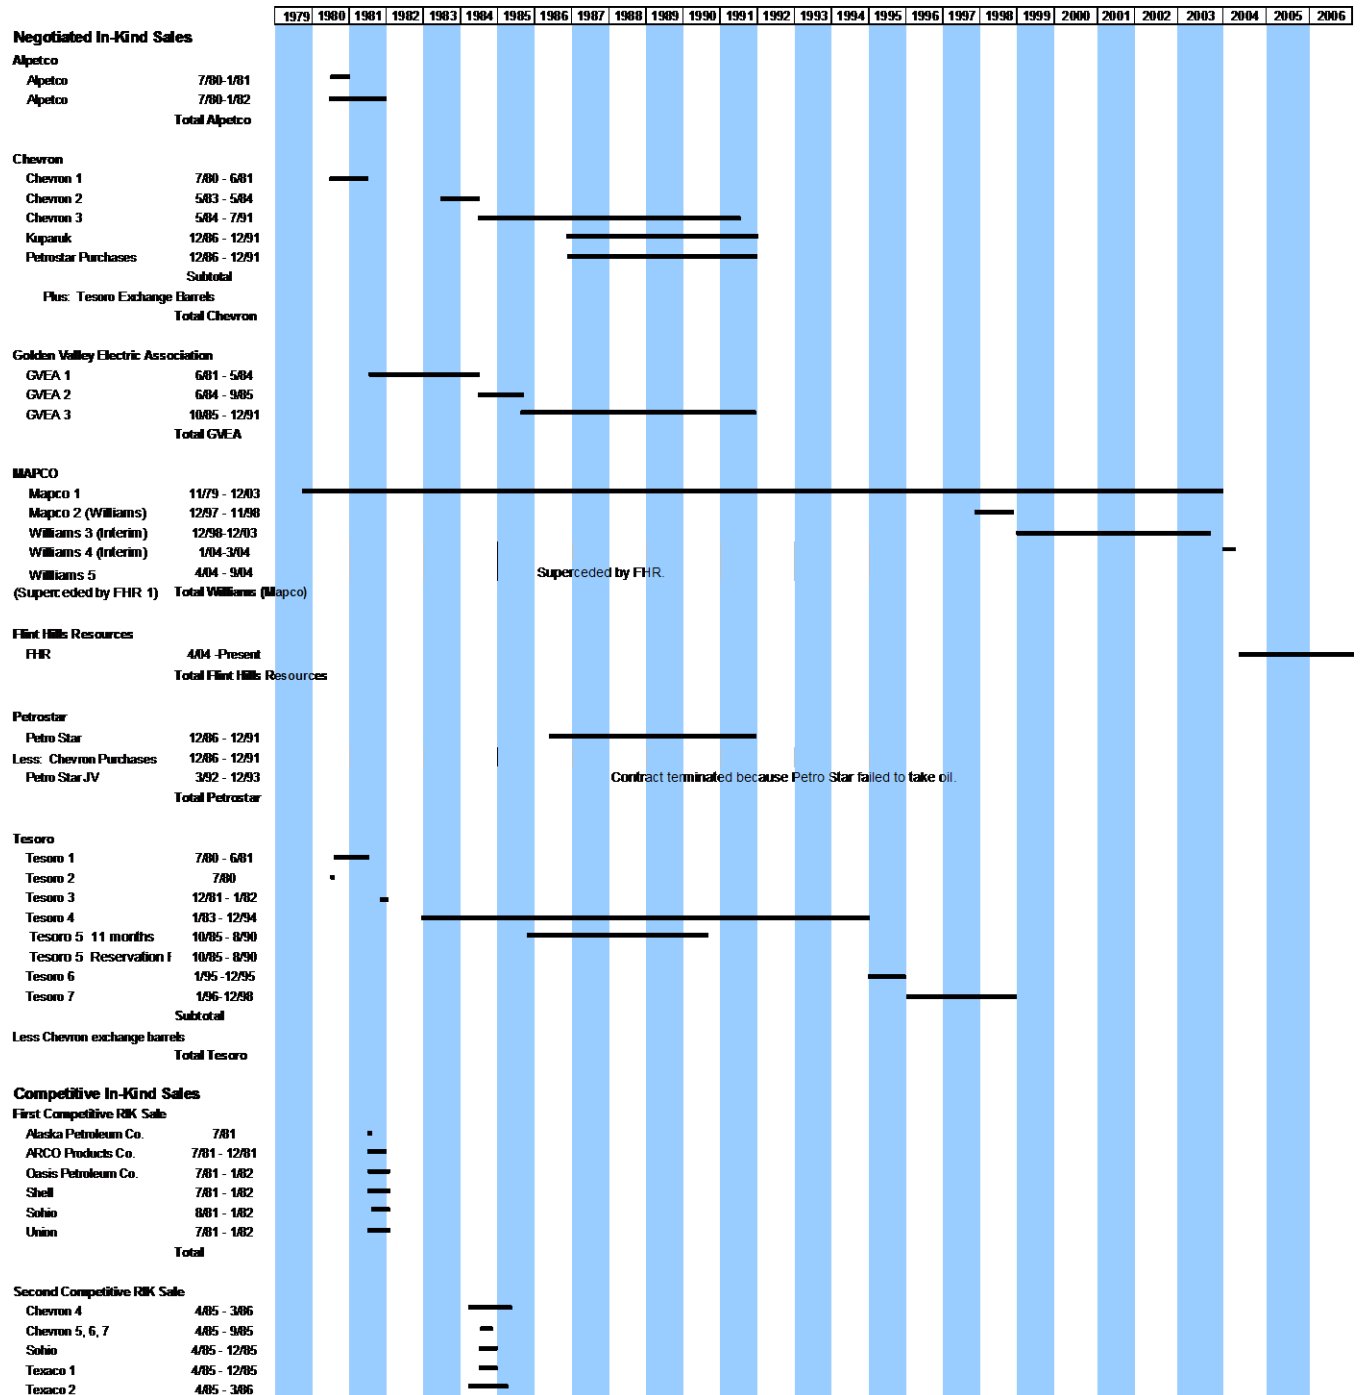 1979 1980 1981 1982 1983 1984 1985 1986 1987 1988 1989 1990 1991 1992 1993 1994 1995 1996 1997 1998 1999 2000 2001 2002 2003 2004 2005 2006
Negotiated In-Kind Sales
Alpetco
Alpetco 7/80-1/81
Alpetco 7/80-1/82
Total Alpetco
Chevron
Chevron 1 7/80 - 6/81
Chevron 2 5/83 - 5/84
Chevron 3 5/84 - 7/91
Kuparuk 12/86 - 12/91
Petrostar Purchases 12/86 - 12/91
Subtotal
Plus: Tesoro Exchange Barrels
Total Chevron
Golden Valley Electric Association
GVEA 1 6/81 - 5/84
GVEA 2 6/84 - 9/85
GVEA 3 10/85 - 12/91
Total GVEA
MAPCO
Mapco 1 11/79 - 12/03
Mapco 2 (Williams) 12/97 - 11/98
Williams 3 (Interim) 12/98-12/03
Williams 4 (Interim) 1/04-3/04
Williams 5 4/04 - 9/04 Superceded by FHR.
(Superceded by FHR 1) Total Williams (Mapco)
Flint Hills Resources
FHR 4/04 -Present
Total Flint Hills Resources
Petrostar
Petro Star 12/86 - 12/91
Less: Chevron Purchases 12/86 - 12/91
Petro Star JV 3/92 - 12/93 Contract terminated because Petro Star failed to take oil.
Total Petrostar
Tesoro
Tesoro 1 7/80 - 6/81
Tesoro 2 7/80
Tesoro 3 12/81 - 1/82
Tesoro 4 1/83 - 12/94
Tesoro 5 11 months 10/85 - 8/90
Tesoro 5 Reservation F 10/85 - 8/90
Tesoro 6 1/95 -12/95
Tesoro 7 1/96-12/98
Subtotal
Less Chevron exchange barrels
Total Tesoro
Competitive In-Kind Sales
First Competitive RIK Sale
Alaska Petroleum Co. 7/81
ARCO Products Co. 7/81 - 12/81
Oasis Petroleum Co. 7/81 - 1/82
Shell 7/81 - 1/82
Sohio 8/81 - 1/82
Union 7/81 - 1/82
Total
Second Competitive RIK Sale
Chevron 4 4/85 - 3/86
Chevron 5, 6, 7 4/85 - 9/85
Sohio 4/85 - 12/85
Texaco 1 4/85 - 12/85
Texaco 2 4/85 - 3/86